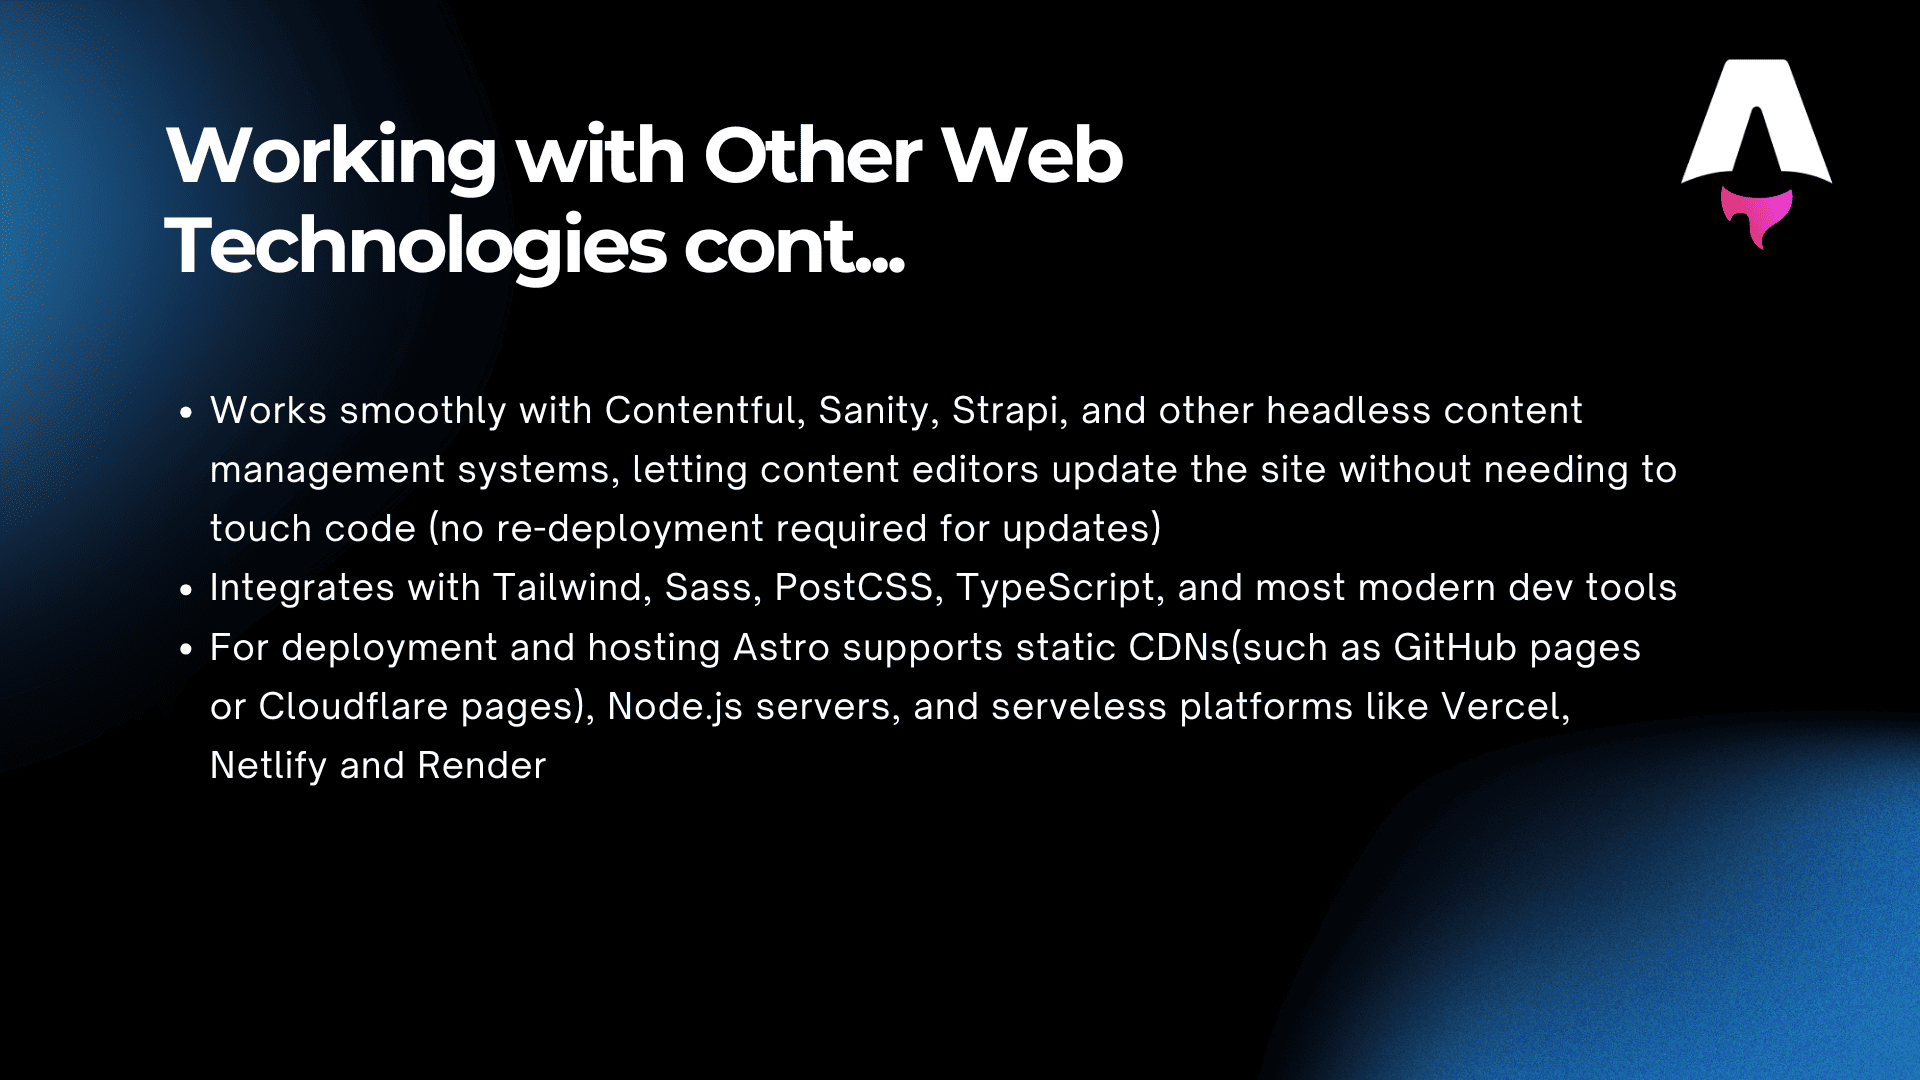 Working with Other Web
Technologies cont...
• Works smoothly with Contentful, Sanity, Strapi, and other headless content
management systems, letting content editors update the site without needing to
touch code (no re-deployment required for updates)
• Integrates with Tailwind, Sass, PostCSS, TypeScript, and most modern dev tools
• For deployment and hosting Astro supports static CDNs(such as GitHub pages
or Cloudflare pages), Node.js servers, and serveless platforms like Vercel,
Netlify and Render